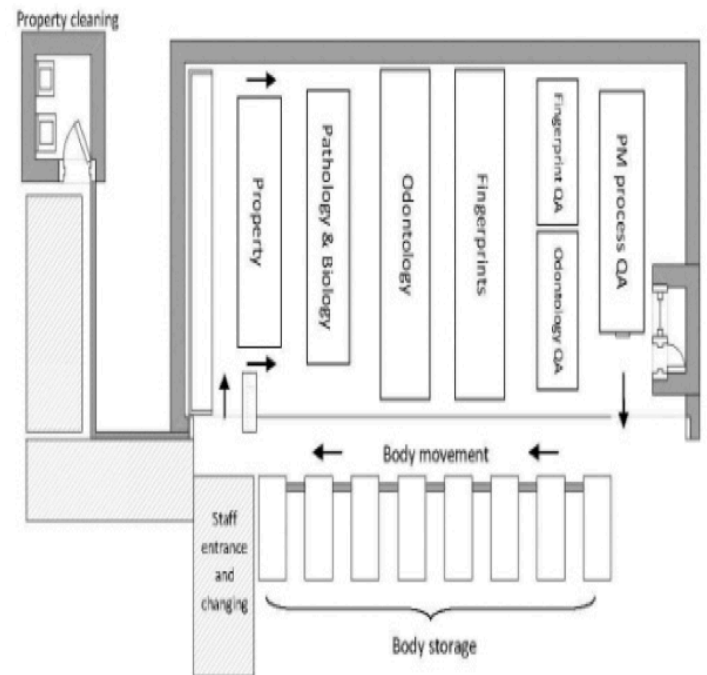 Property cleaning
Property
Pathology & Biology
Odontology
Fingerprints
Fingerprint QA
Odontology QA
PM process QA
Body movement
Staff
entrance
and
changing
Body storage